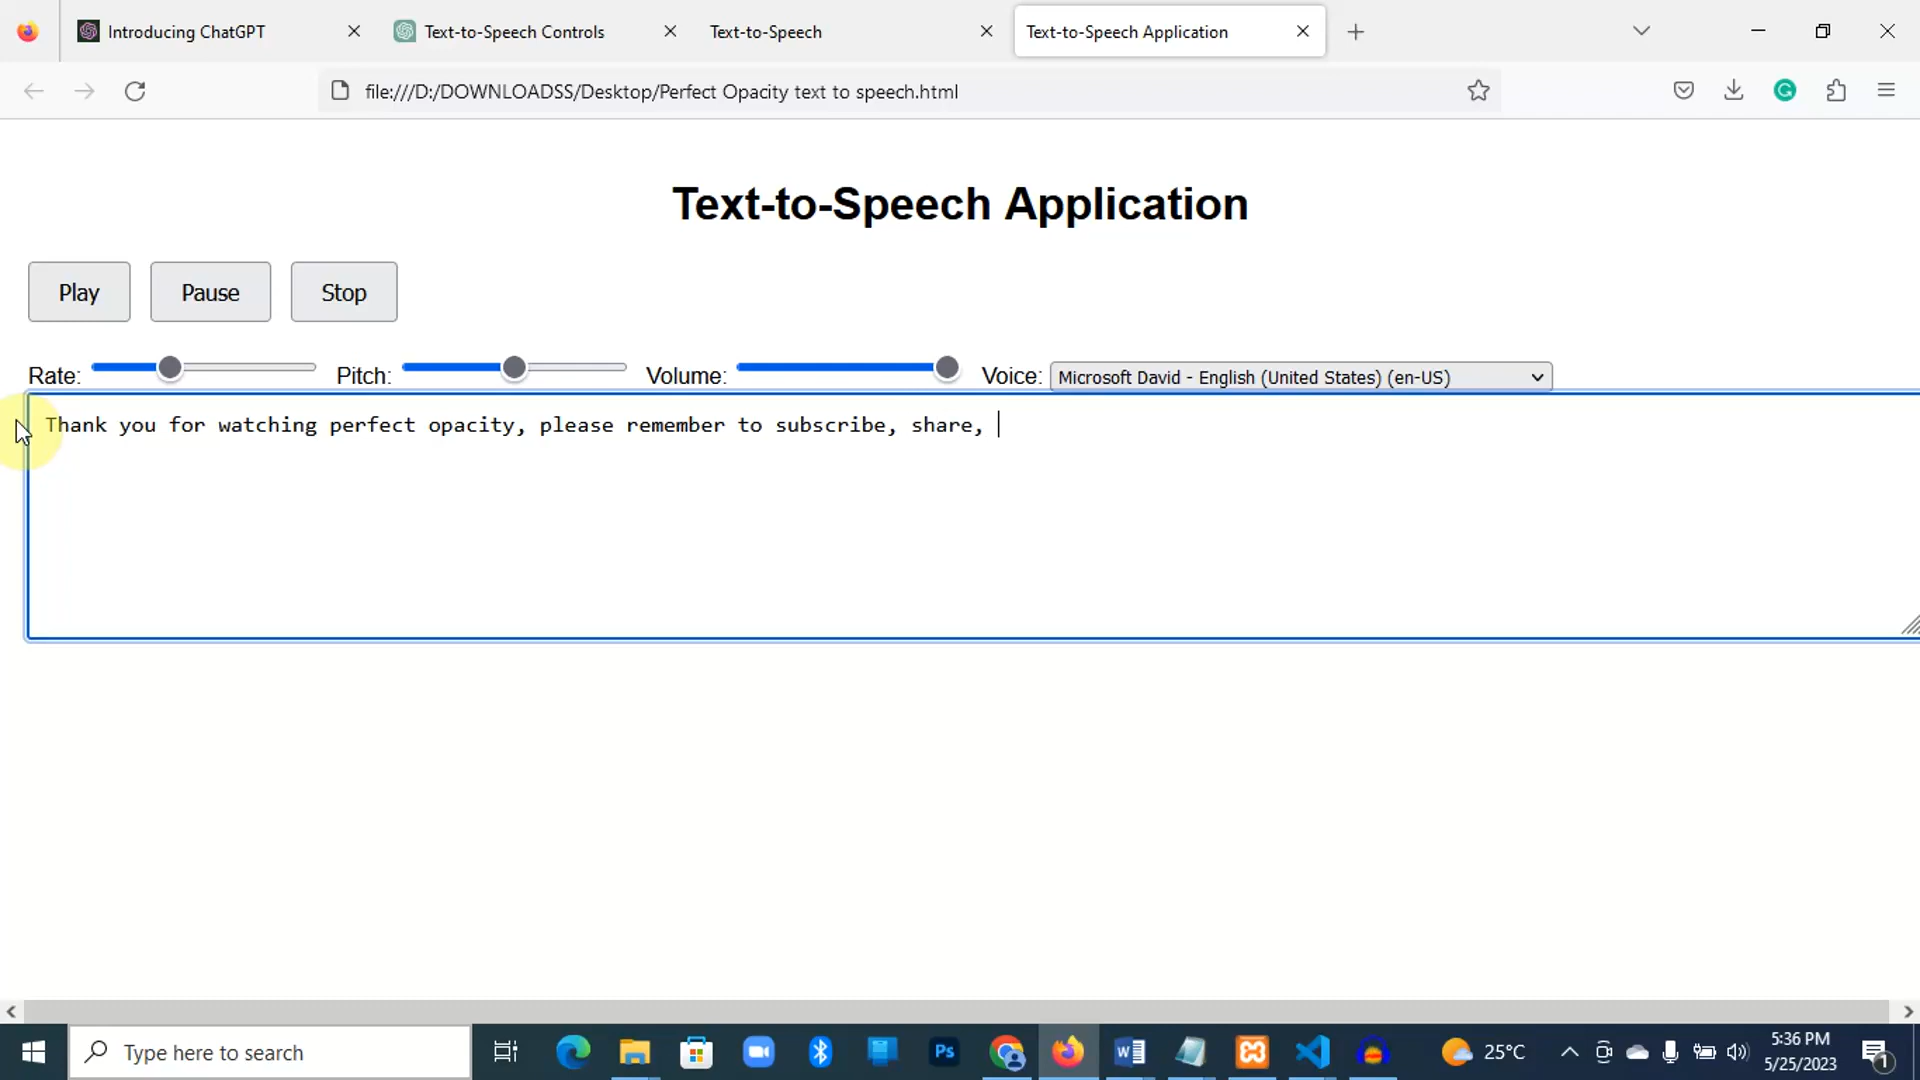 Introducing ChatGPT
Text-to-Speech Controls
Text-to-Speech
Text-to-Speech Application
file:///D:/DOWNLOADSS/Desktop/Perfect Opacity text to speech.html
Text-to-Speech Application
Play
Pause
Stop
Rate:
Pitch:
Volume:
Voice:
Microsoft David - English (United States) (en-US)
Thank you for watching perfect opacity, please remember to subscribe, share,
Type here to search
Ps
25°C
5:36 PM
5/25/2023
1